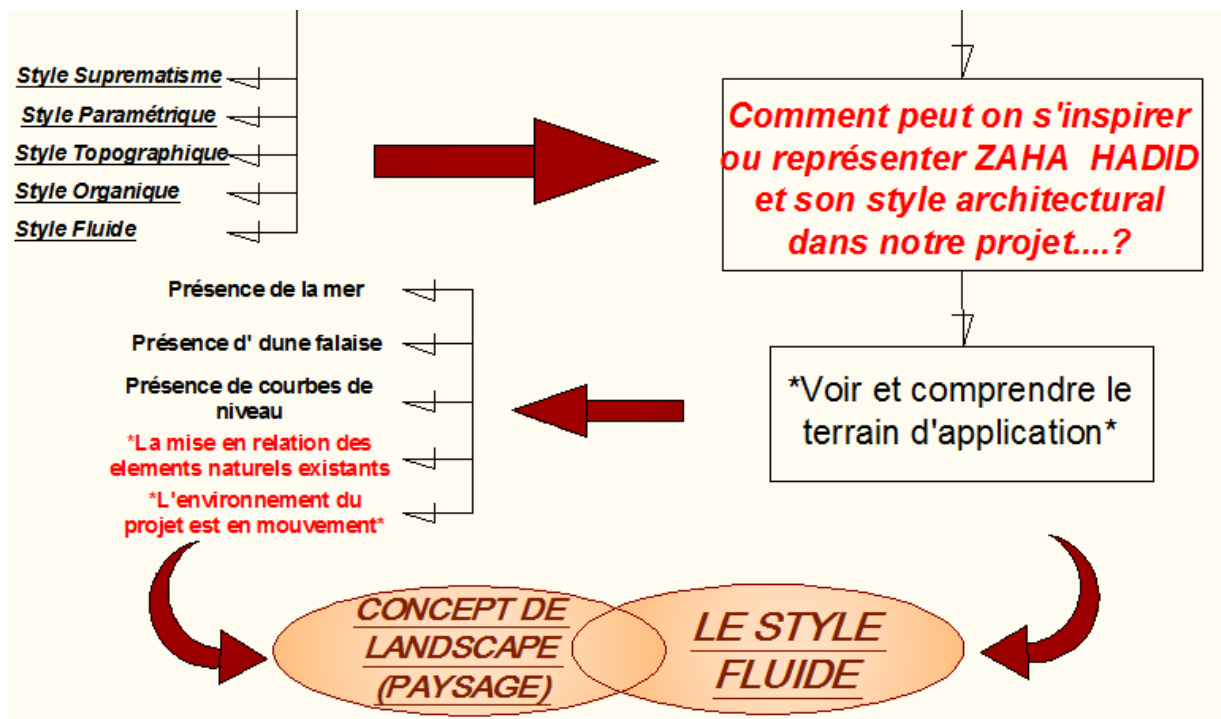 Style Suprematisme
Style Paramétrique
Style Topographique
Style Organique
Style Fluide
Comment peut on s'inspirer
ou représenter ZAHA HADID
et son style architectural
dans notre projet....?
*Voir et comprendre le
terrain d'application*
Présence de la mer
Présence d' dune falaise
Présence de courbes de
niveau
*La mise en relation des
elements naturels existants
*L'environnement du
projet est en mouvement*
CONCEPT DE
LANDSCAPE
(PAYSAGE)
LE STYLE
FLUIDE